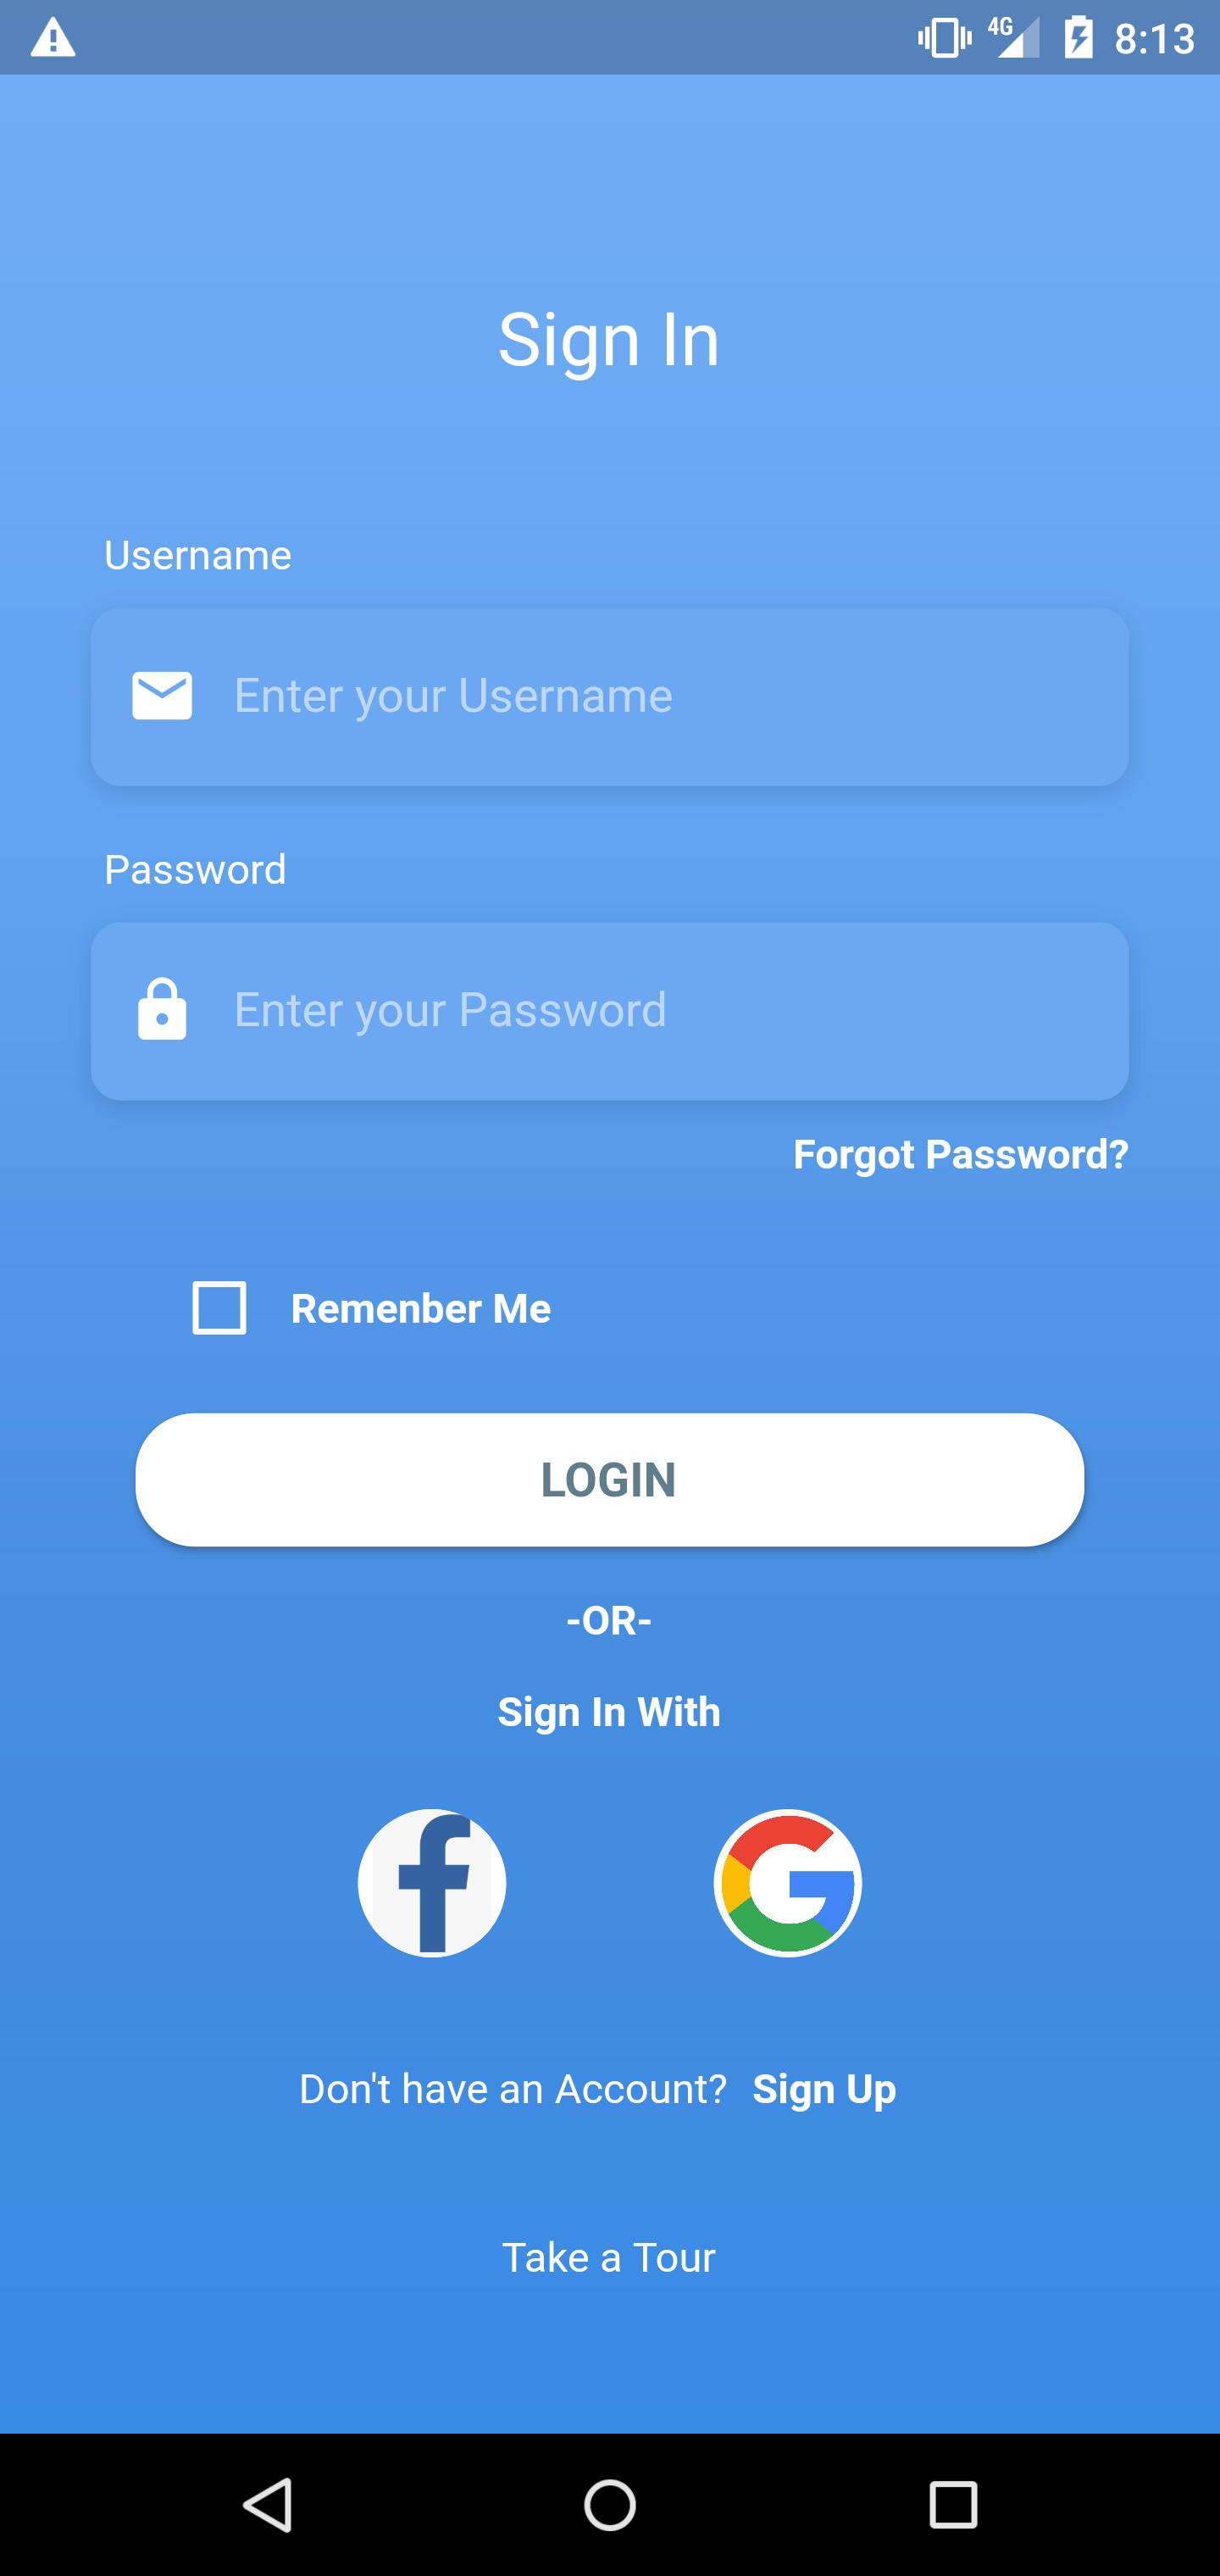 4G 8:13
Sign In
Username
Enter your Username
Password
Enter your Password
Forgot Password?
Remenber Me
LOGIN
-OR-
Sign In With
Don't have an Account? Sign Up
Take a Tour